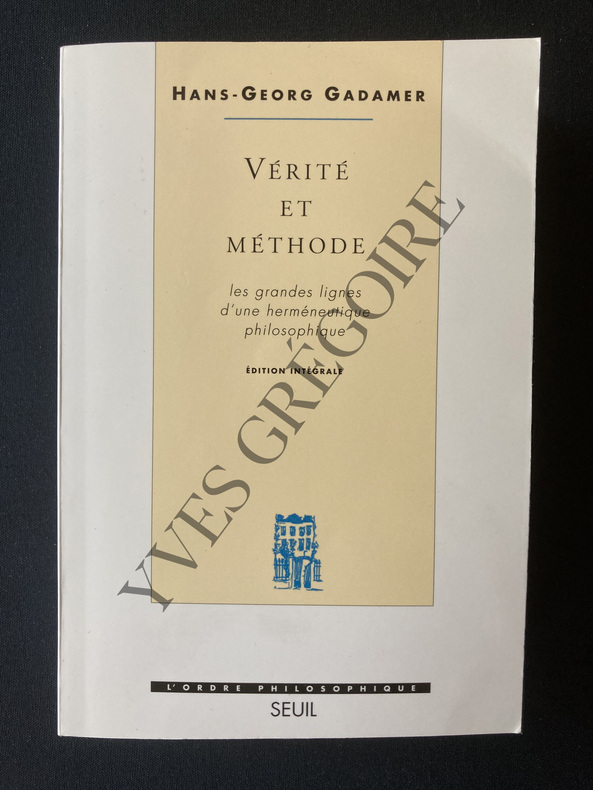 HANS-GEORG GADAMER
VÉRITÉ
ET
MÉTHODE
les grandes lignes
d'une herméneutique
philosophique
ÉDITION INTÉGRALE
YVES GRÉGOIRE
L'ORDRE PHILOSOPHIQUE
SEUIL